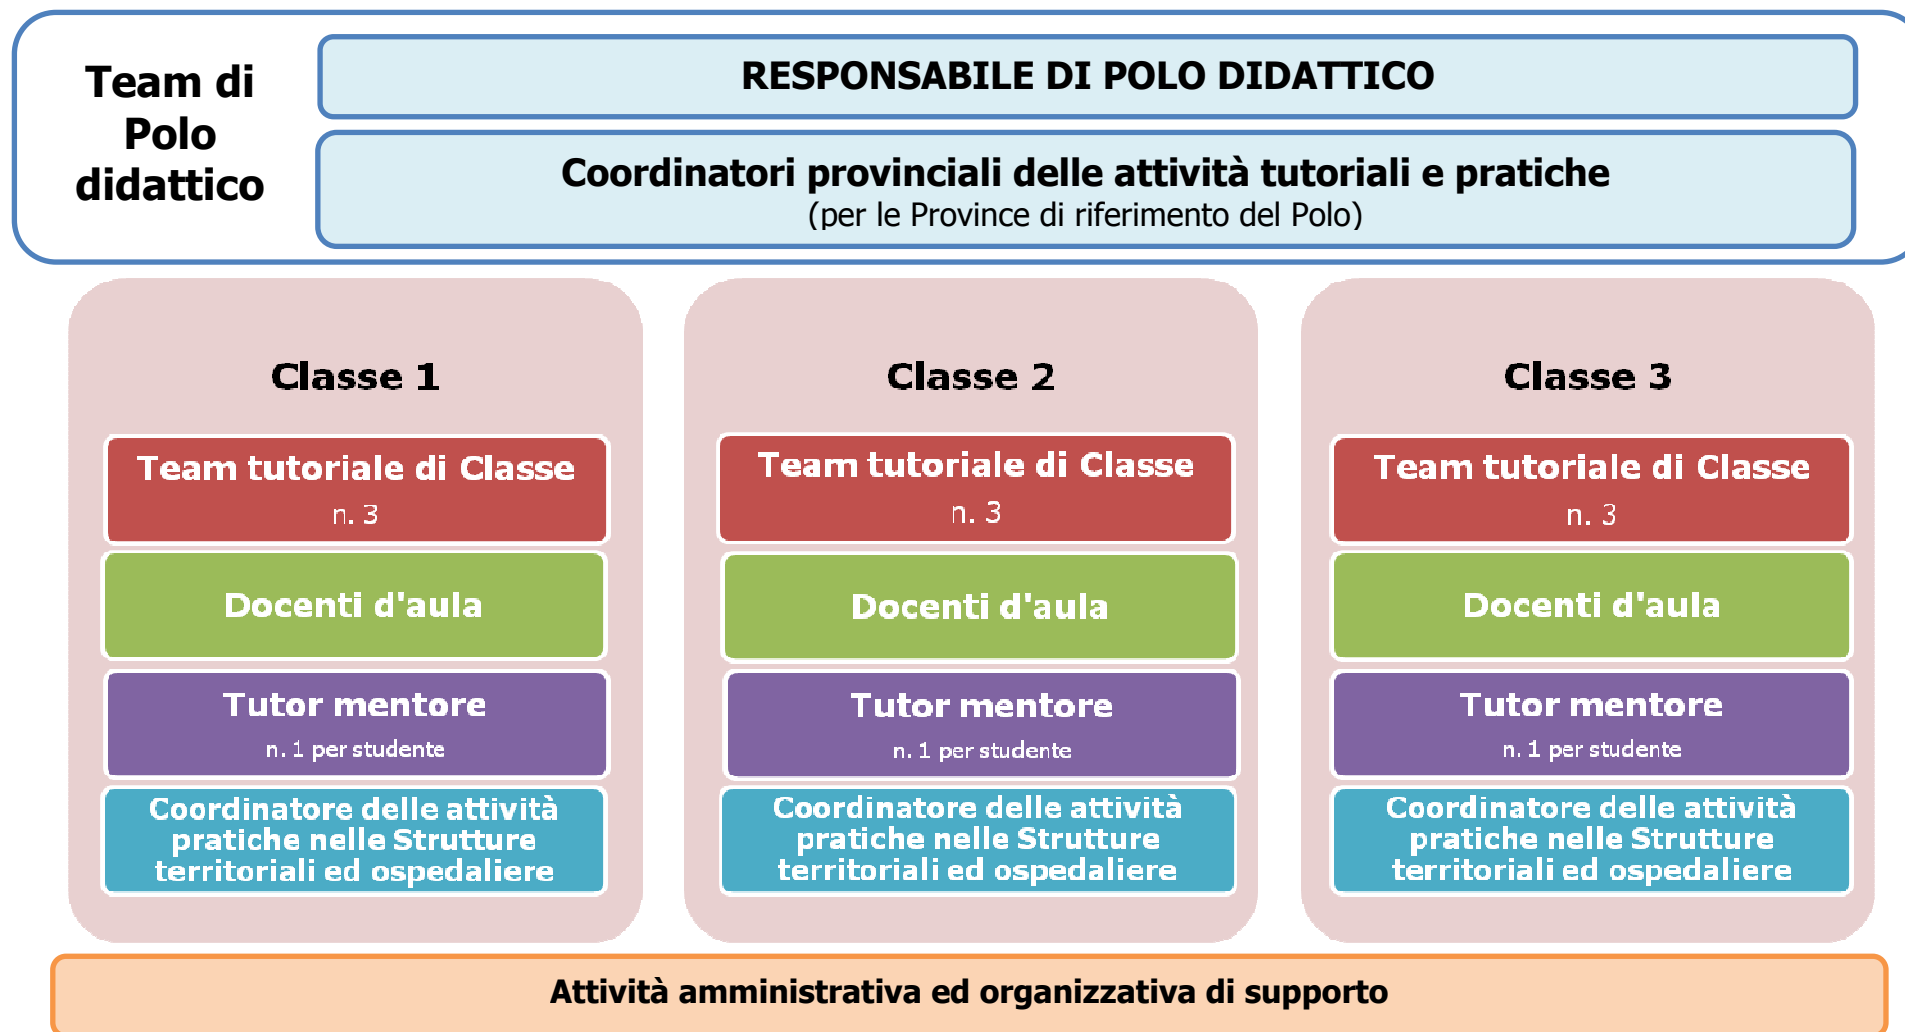 Team di
Polo
didattico
RESPONSABILE DI POLO DIDATTICO
Coordinatori provinciali delle attività tutoriali e pratiche
(per le Province di riferimento del Polo)
Classe 1
Team tutoriale di Classe
n. 3
Docenti d'aula
Tutor mentore
n. 1 per studente
Coordinatore delle attività
pratiche nelle Strutture
territoriali ed ospedaliere
Classe 2
Team tutoriale di Classe
n. 3
Docenti d'aula
Tutor mentore
n. 1 per studente
Coordinatore delle attività
pratiche nelle Strutture
territoriali ed ospedaliere
Classe 3
Team tutoriale di Classe
n. 3
Docenti d'aula
Tutor mentore
n. 1 per studente
Coordinatore delle attività
pratiche nelle Strutture
territoriali ed ospedaliere
Attività amministrativa ed organizzativa di supporto